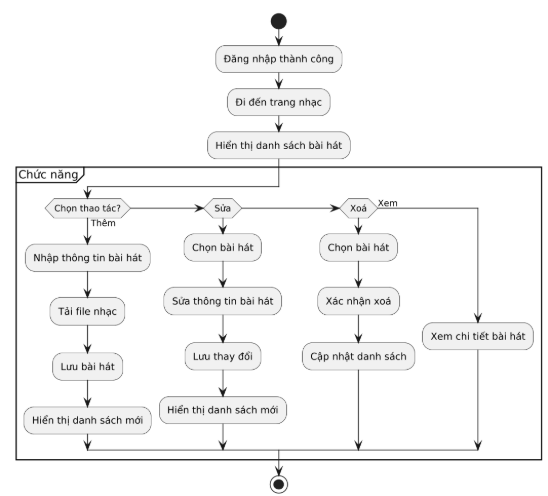 Đăng nhập thành công
Đi đến trang nhạc
Hiển thị danh sách bài hát
Chức năng
Chọn thao tác?
Thêm
Nhập thông tin bài hát
Tải file nhạc
Lưu bài hát
Hiển thị danh sách mới
Sửa
Chọn bài hát
Sửa thông tin bài hát
Lưu thay đổi
Hiển thị danh sách mới
Xoá
Chọn bài hát
Xác nhận xoá
Cập nhật danh sách
Xem
Xem chi tiết bài hát